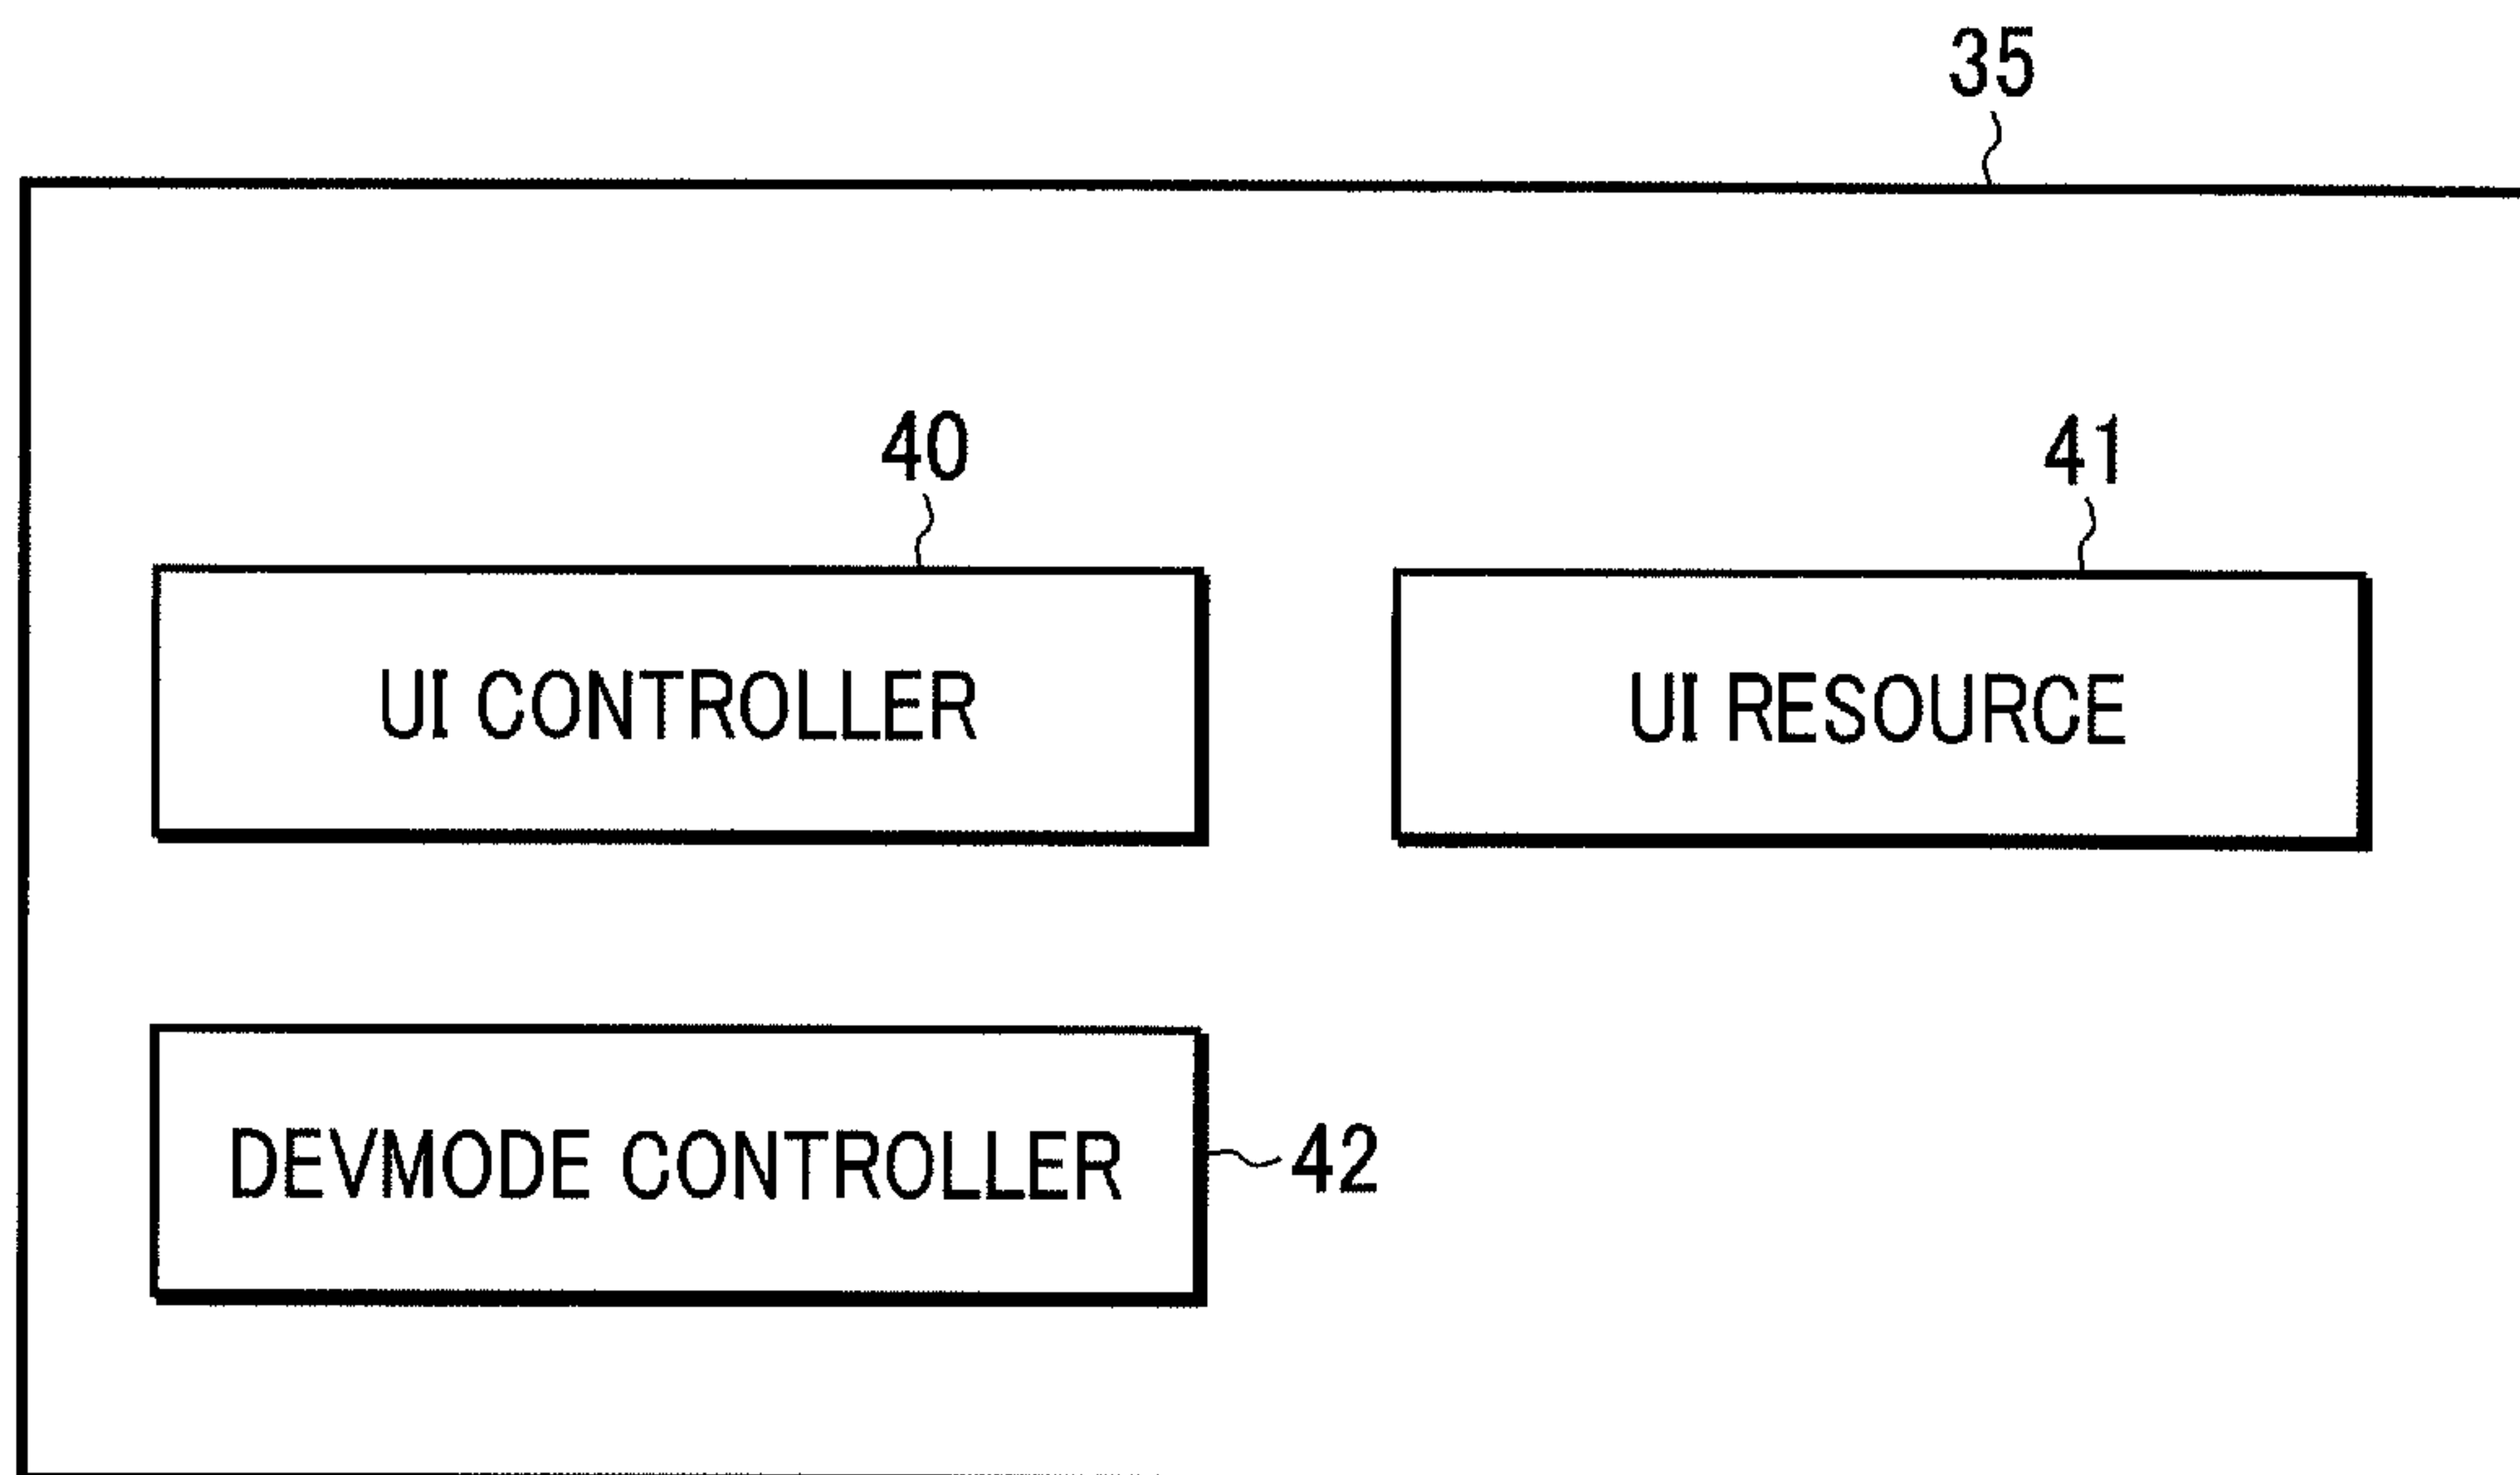 35
40
41
UI CONTROLLER
UI RESOURCE
DEVMODE CONTROLLER
42